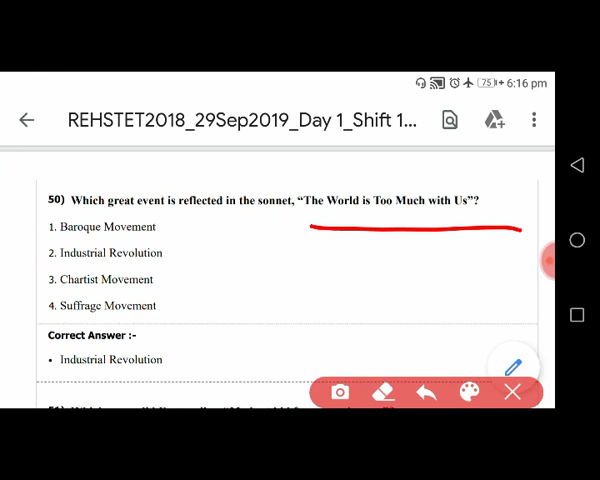 75+ 6:16 pm
REHSTET2018_29Sep2019_Day 1_Shift 1...
50) Which great event is reflected in the sonnet, “The World is Too Much with Us”?
1. Baroque Movement
2. Industrial Revolution
3. Chartist Movement
4. Suffrage Movement
Correct Answer :-
• Industrial Revolution